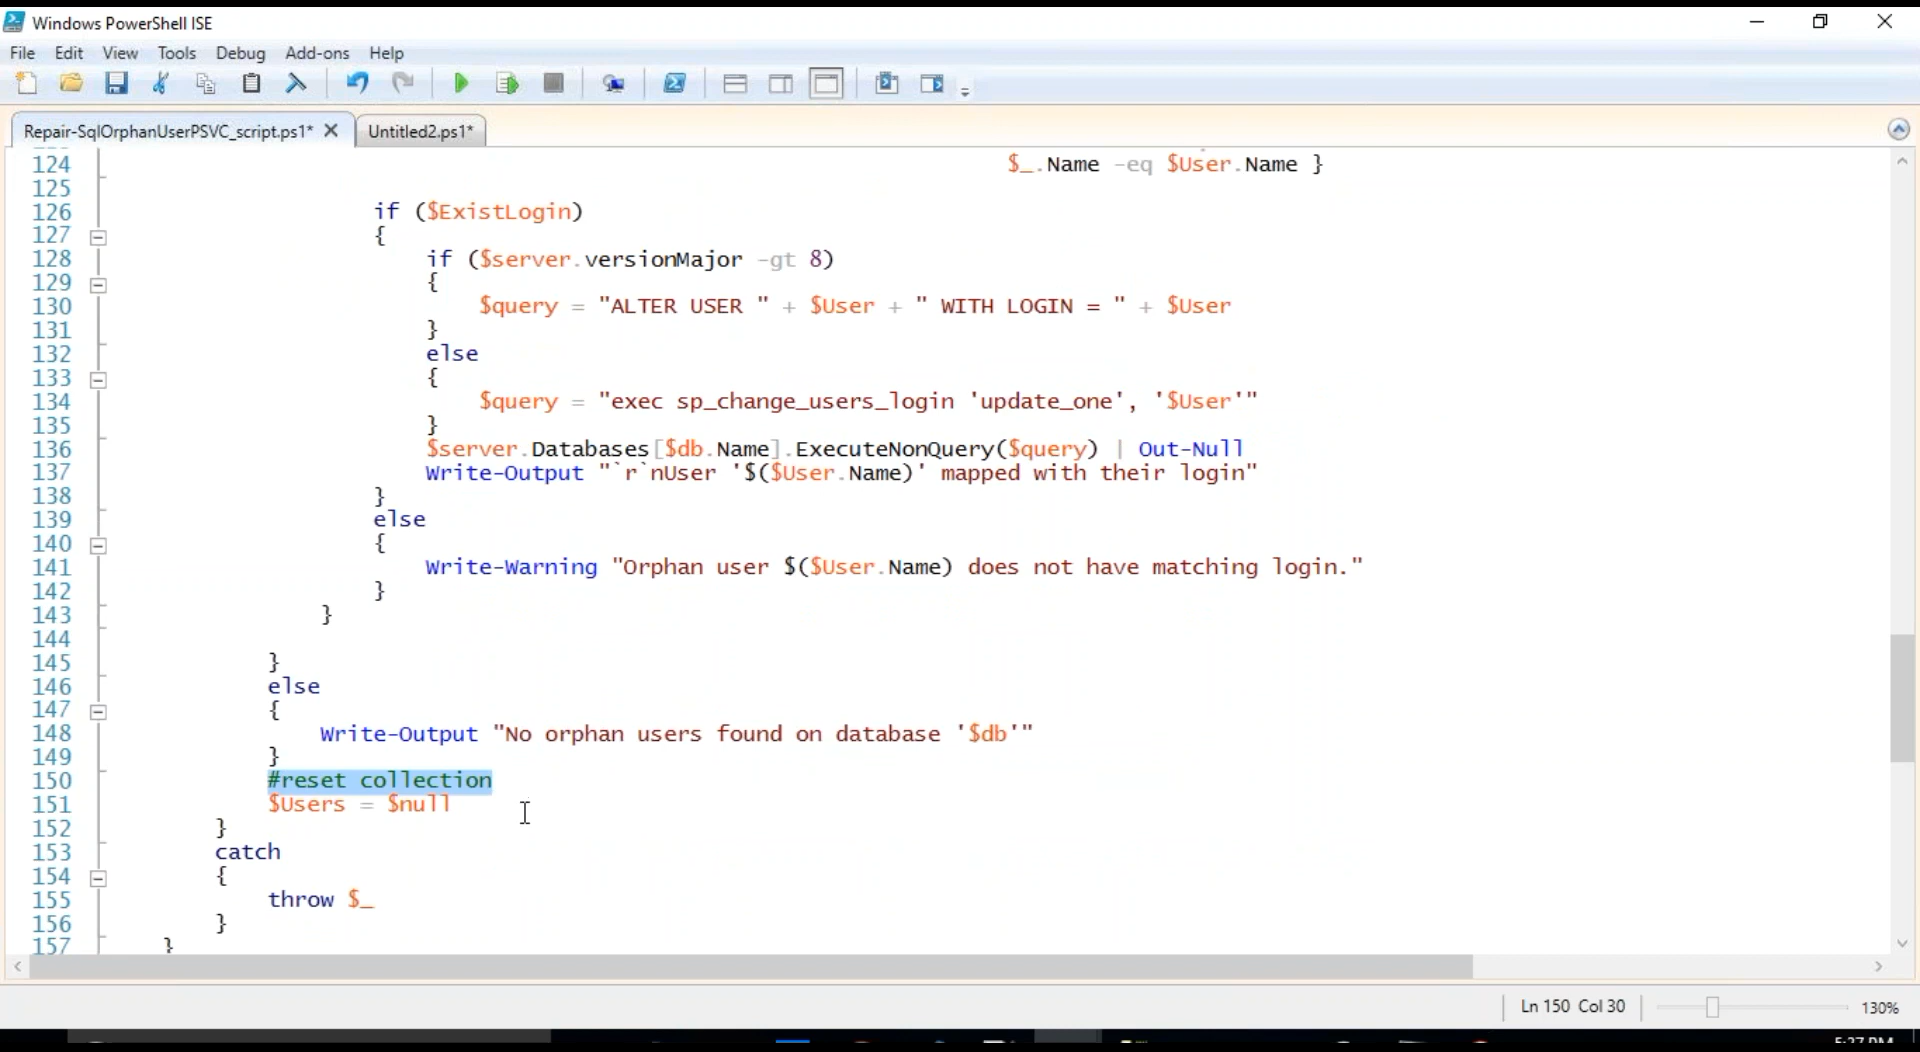 Windows PowerShell ISE
File Edit View Tools Debug Add-ons Help
Repair-SqlOrphanUserPSVC_script.ps1* Untitled2.ps1*
124 $_.Name -eq $User.Name }
125
126 if ($ExistLogin)
127 {
128 if ($server.versionMajor -gt 8)
129 {
130 $query = "ALTER USER " + $User + " WITH LOGIN = " + $User
131 }
132 else
133 {
134 $query = "exec sp_change_users_login 'update_one', '$User'"
135 }
136 $server.Databases[$db.Name].ExecuteNonQuery($query) | Out-Null
137 Write-Output "`r`nUser '$($User.Name)' mapped with their login"
138 }
139 else
140 {
141 Write-Warning "Orphan user $($User.Name) does not have matching login."
142 }
143 }
144
145 }
146 else
147 {
148 Write-Output "No orphan users found on database '$db'"
149 }
150 #reset collection
151 $Users = $null
152 }
153 catch
154 {
155 throw $_
156 }
157 }
Ln 150 Col 30 130%